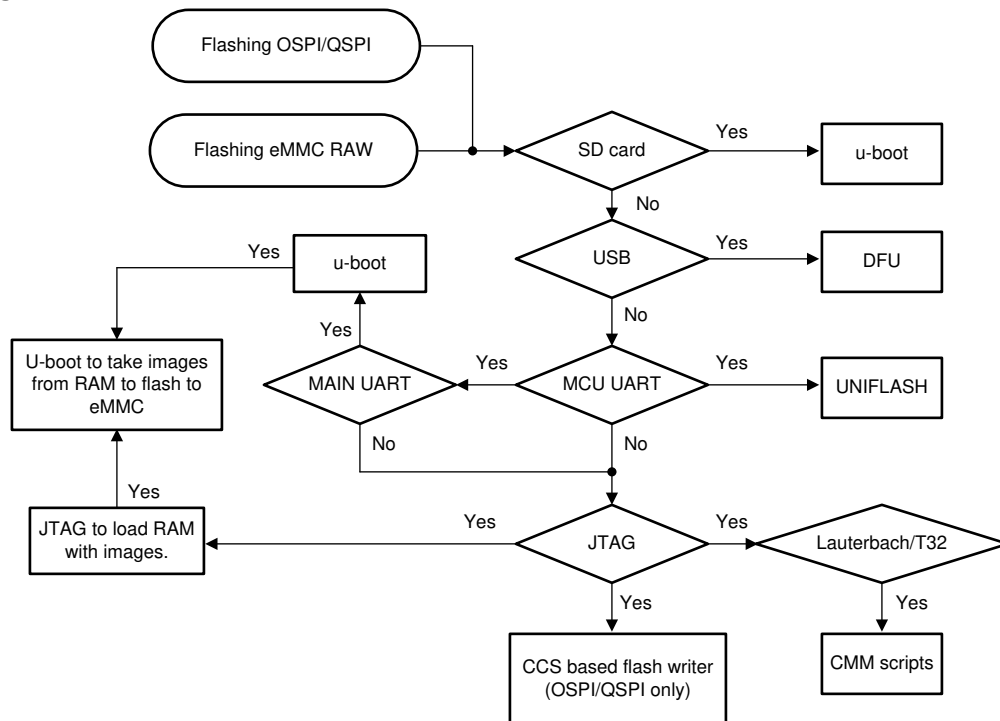 Flashing OSPI/QSPI
Flashing eMMC RAW
SD card
Yes
u-boot
No
Yes
u-boot
USB
Yes
DFU
No
Yes
U-boot to take images
from RAM to flash to
eMMC
MAIN UART
Yes
MCU UART
Yes
UNIFLASH
No
No
Yes
JTAG to load RAM
with images.
Yes
JTAG
Yes
Lauterbach/T32
Yes
Yes
CCS based flash writer
(OSPI/QSPI only)
CMM scripts